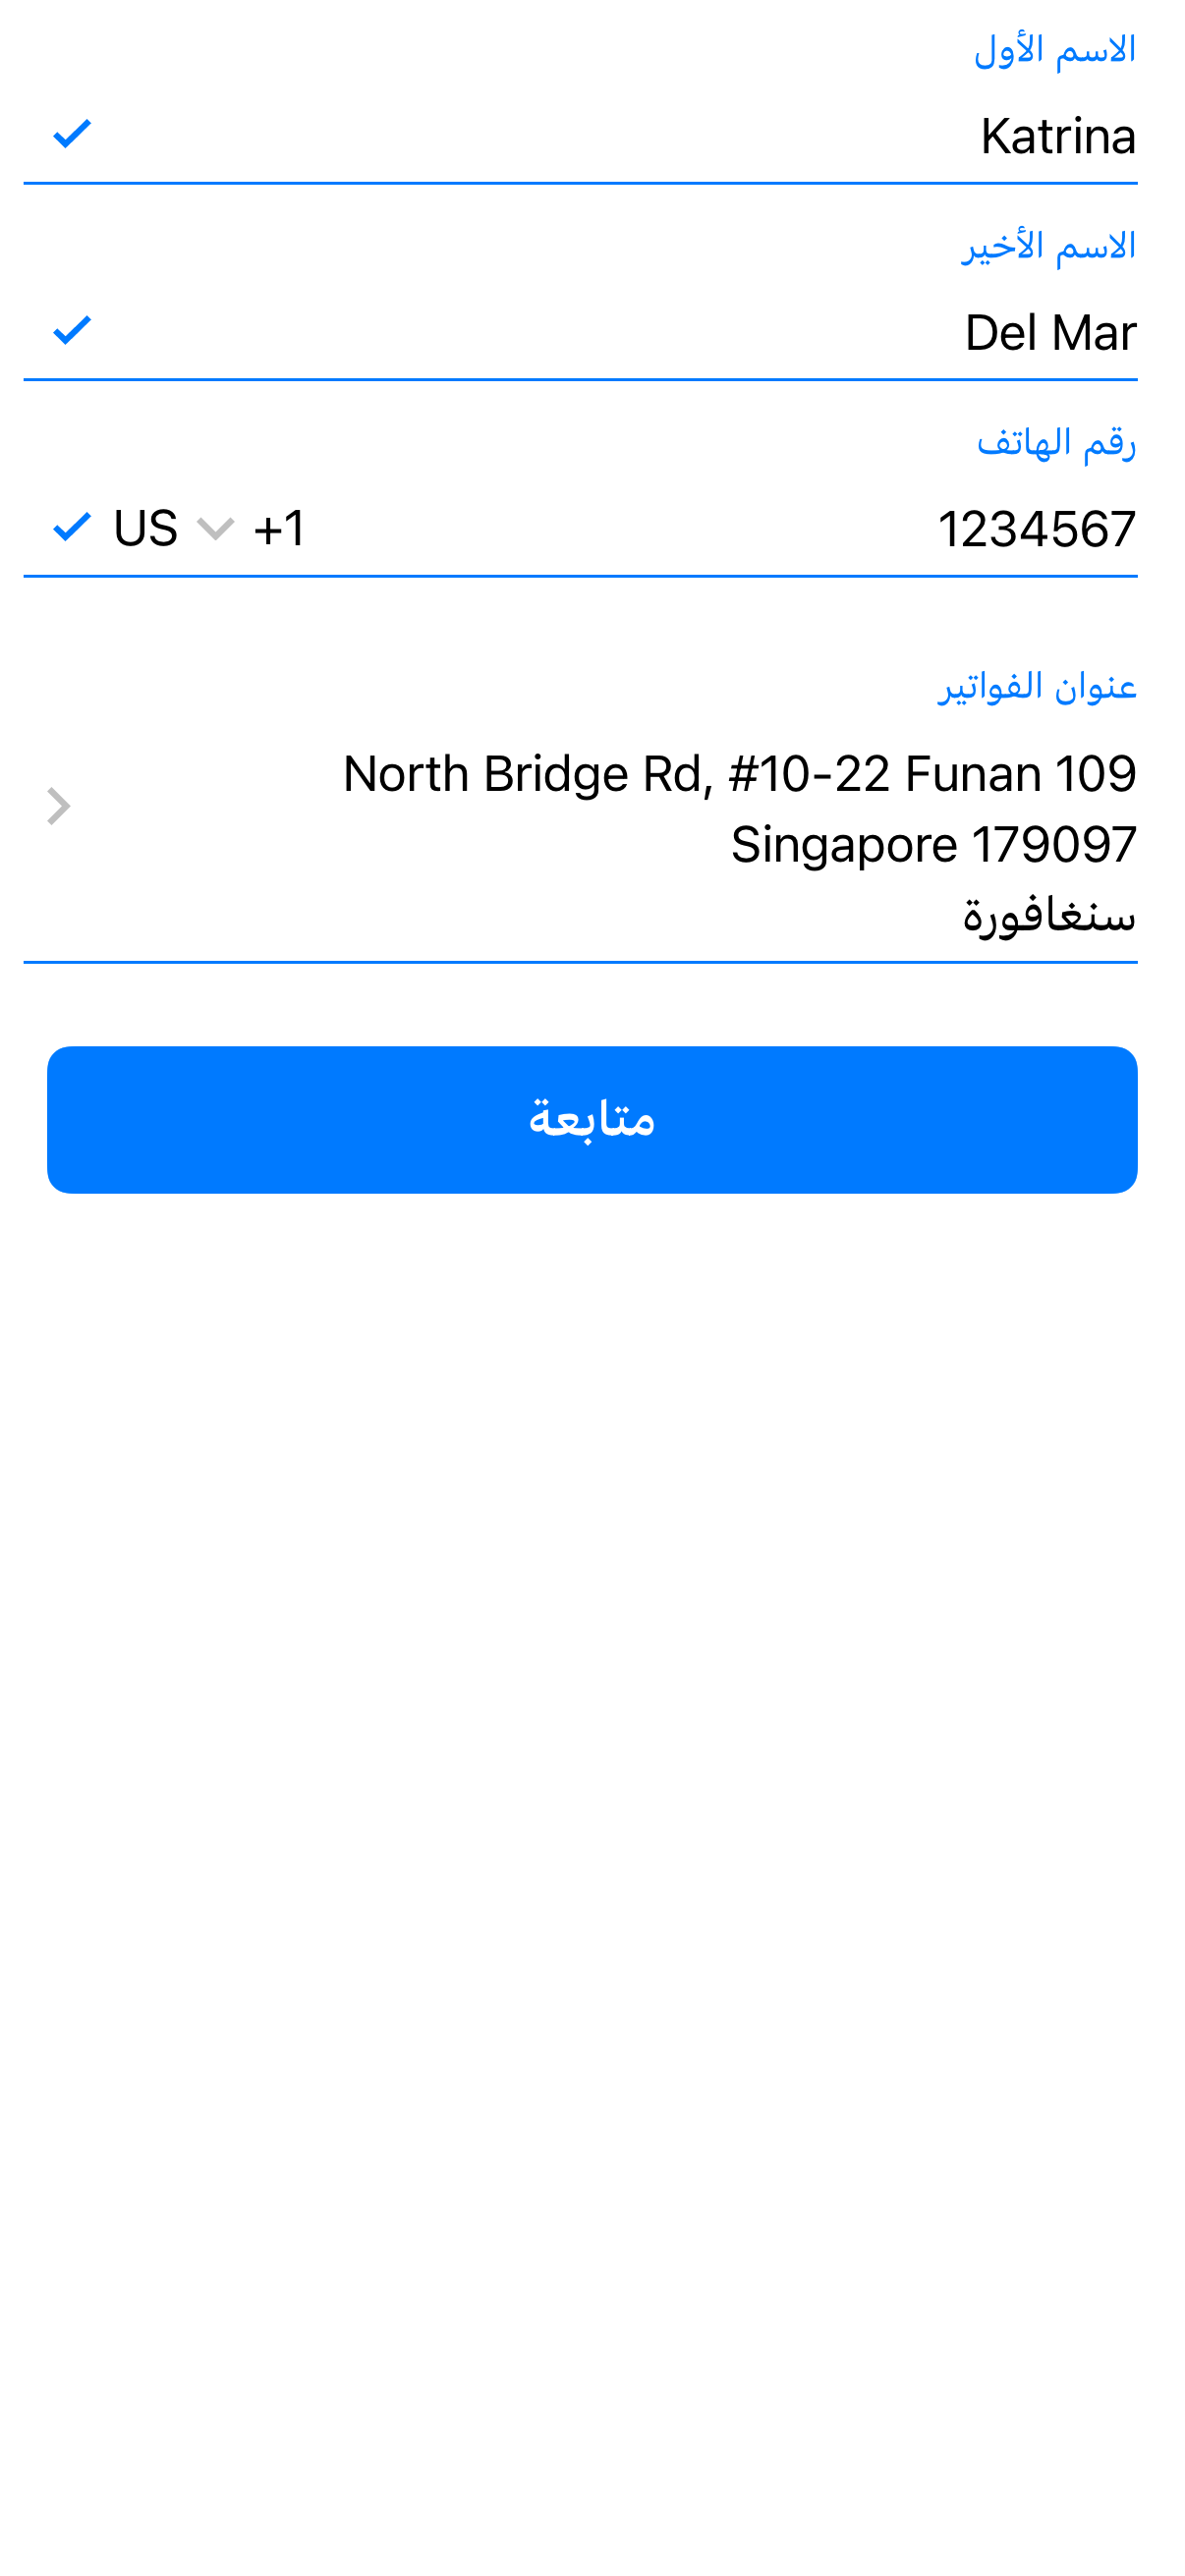 الاسم الأول
Katrina
الاسم الأخير
Del Mar
رقم الهاتف
1234567
US +1
عنوان الفواتير
North Bridge Rd, #10-22 Funan 109
Singapore 179097
سنغافورة
متابعة